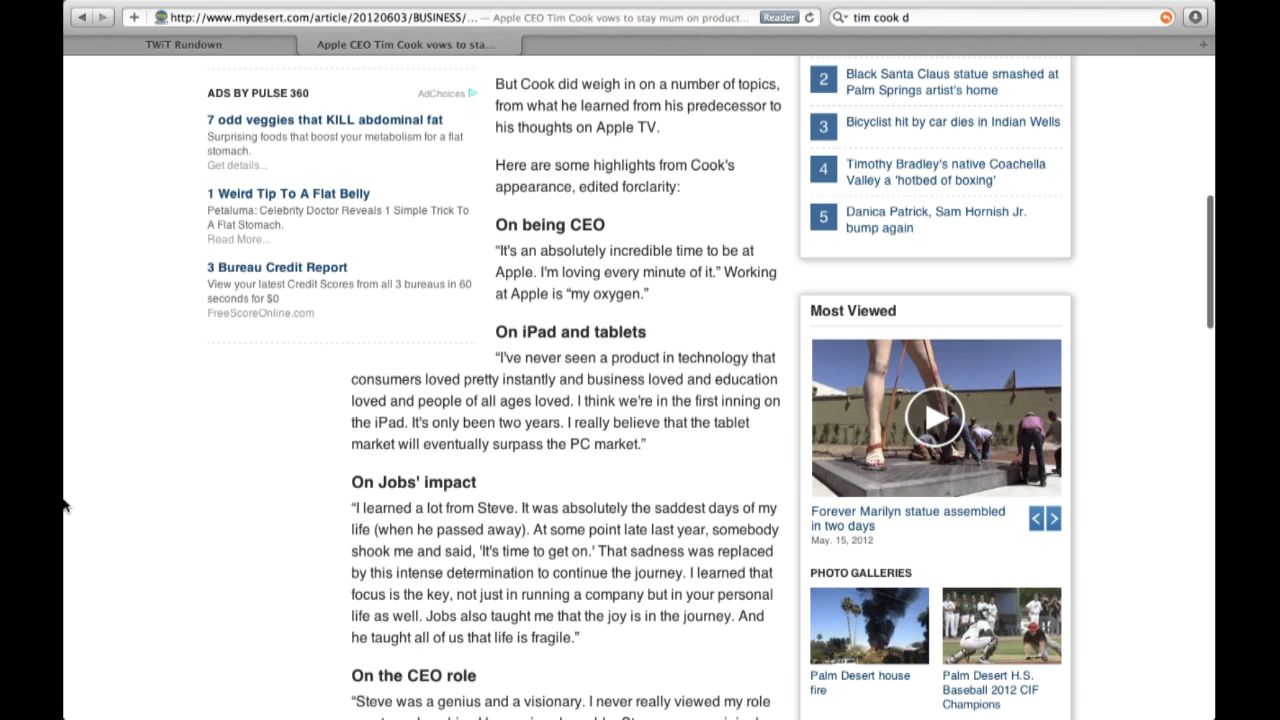 http://www.mydesert.com/article/20120603/BUSINESS/... — Apple CEO Tim Cook vows to stay mum on product... Reader
tim cook d
TWiT Rundown
Apple CEO Tim Cook vows to sta...
ADS BY PULSE 360
AdChoices
7 odd veggies that KILL abdominal fat
Surprising foods that boost your metabolism for a flat
stomach.
Get details...
1 Weird Tip To A Flat Belly
Petaluma: Celebrity Doctor Reveals 1 Simple Trick To
A Flat Stomach.
Read More...
3 Bureau Credit Report
View your latest Credit Scores from all 3 bureaus in 60
seconds for $0
FreeScoreOnline.com
But Cook did weigh in on a number of topics,
from what he learned from his predecessor to
his thoughts on Apple TV.
Here are some highlights from Cook's
appearance, edited forclarity:
On being CEO
“It's an absolutely incredible time to be at
Apple. I'm loving every minute of it.” Working
at Apple is “my oxygen.”
On iPad and tablets
“I've never seen a product in technology that
consumers loved pretty instantly and business loved and education
loved and people of all ages loved. I think we're in the first inning on
the iPad. It's only been two years. I really believe that the tablet
market will eventually surpass the PC market.”
On Jobs' impact
“I learned a lot from Steve. It was absolutely the saddest days of my
life (when he passed away). At some point late last year, somebody
shook me and said, 'It's time to get on.' That sadness was replaced
by this intense determination to continue the journey. I learned that
focus is the key, not just in running a company but in your personal
life as well. Jobs also taught me that the joy is in the journey. And
he taught all of us that life is fragile.”
On the CEO role
“Steve was a genius and a visionary. I never really viewed my role
2
Black Santa Claus statue smashed at
Palm Springs artist's home
3
Bicyclist hit by car dies in Indian Wells
4
Timothy Bradley's native Coachella
Valley a 'hotbed of boxing'
5
Danica Patrick, Sam Hornish Jr.
bump again
Most Viewed
Forever Marilyn statue assembled
in two days
May. 15, 2012
PHOTO GALLERIES
Palm Desert house
fire
Palm Desert H.S.
Baseball 2012 CIF
Champions